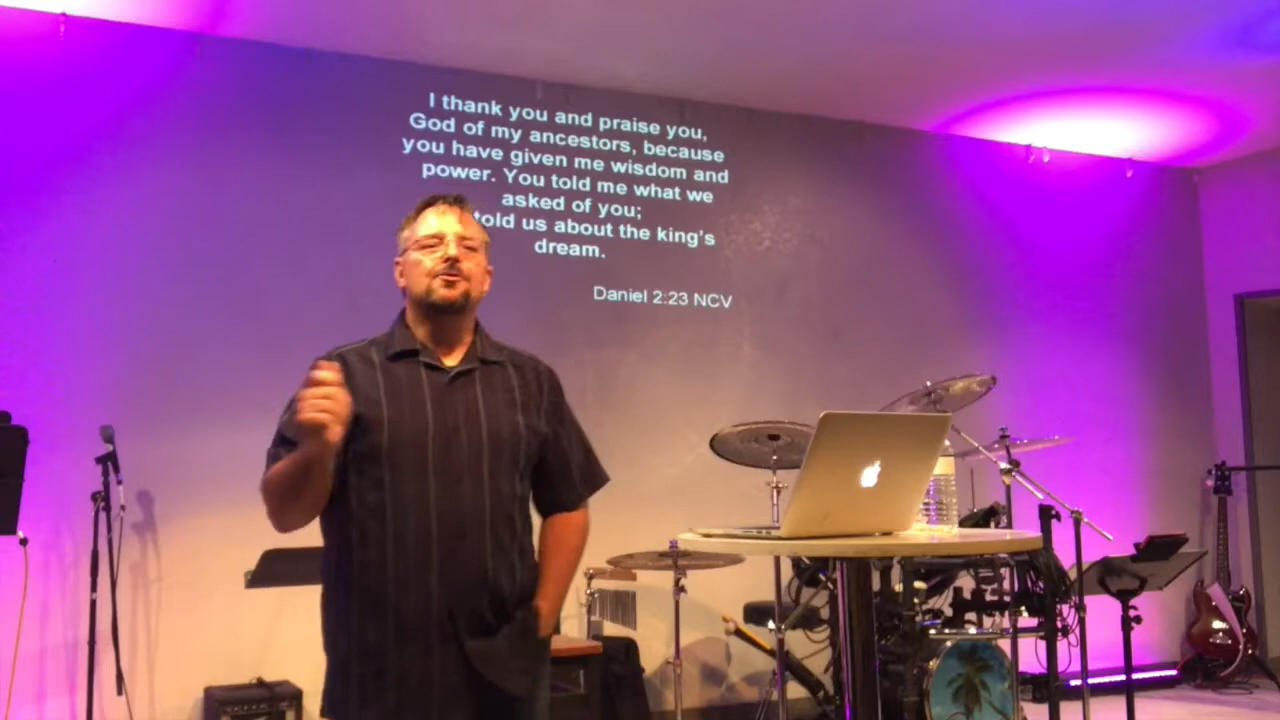 I thank you and praise you,
God of my ancestors, because
you have given me wisdom and
power. You told me what we
asked of you;
told us about the king's
dream.
Daniel 2:23 NCV